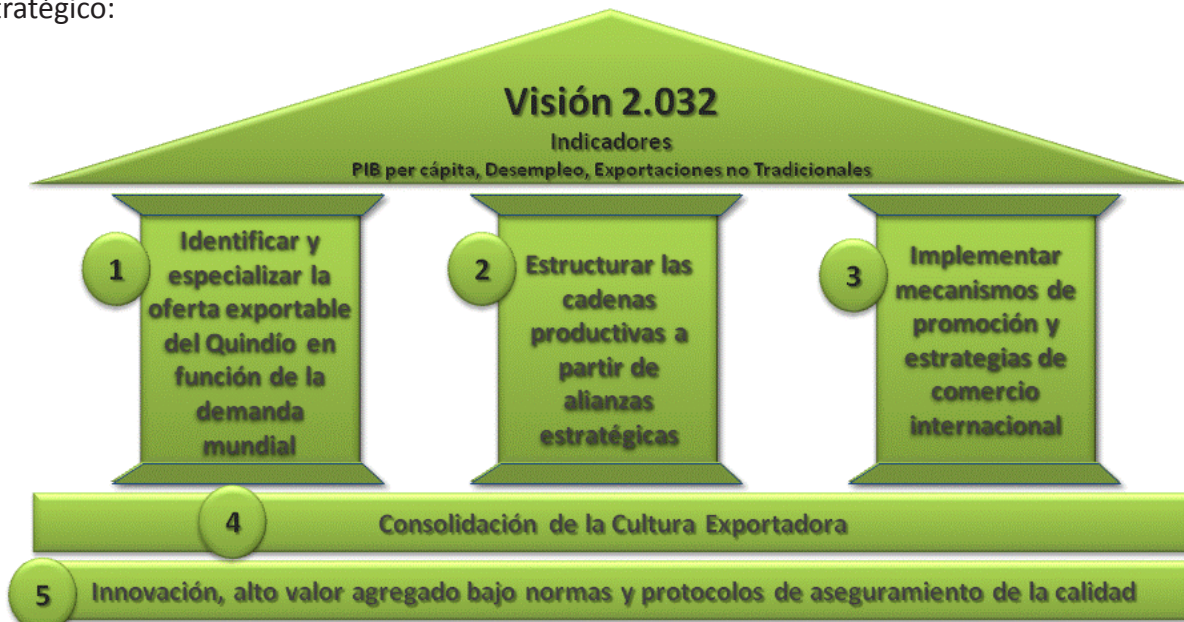 tratégico:
Visión 2.032
Indicadores
PIB per cápita, Desempleo, Exportaciones no Tradicionales
1
Identificar y
especializar la
oferta exportable
del Quindío en
función de la
demanda
mundial
2
Estructurar las
cadenas
productivas a
partir de
alianzas
estratégicas
3
Implementar
mecanismos de
promoción y
estrategias de
comercio
internacional
4
Consolidación de la Cultura Exportadora
5
Innovación, alto valor agregado bajo normas y protocolos de aseguramiento de la calidad